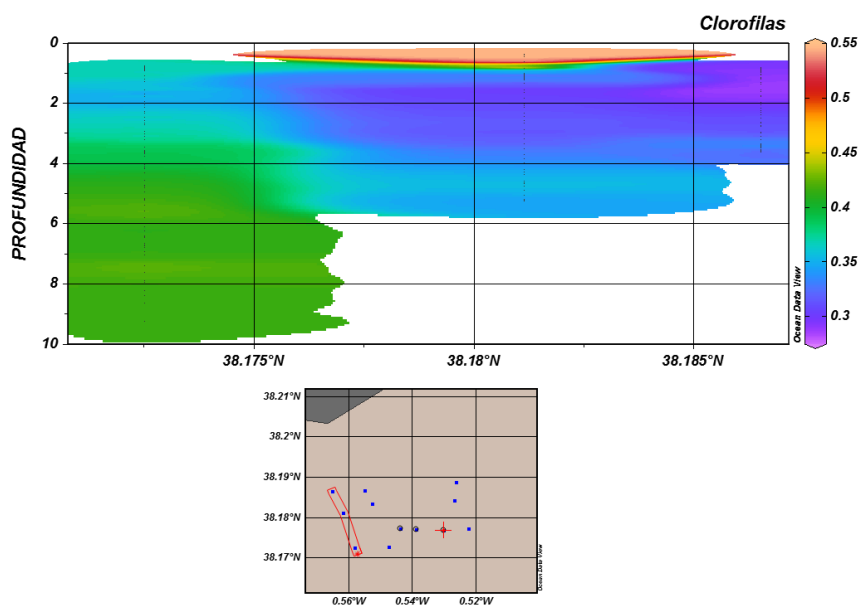 Clorofilas
0
2
4
6
8
10
PROFUNDIDAD
38.175°N
38.18°N
38.185°N
0.55
0.5
0.45
0.4
0.35
0.3
Ocean Data View
38.21°N
38.2°N
38.19°N
38.18°N
38.17°N
0.56°W
0.54°W
0.52°W
Ocean Data View